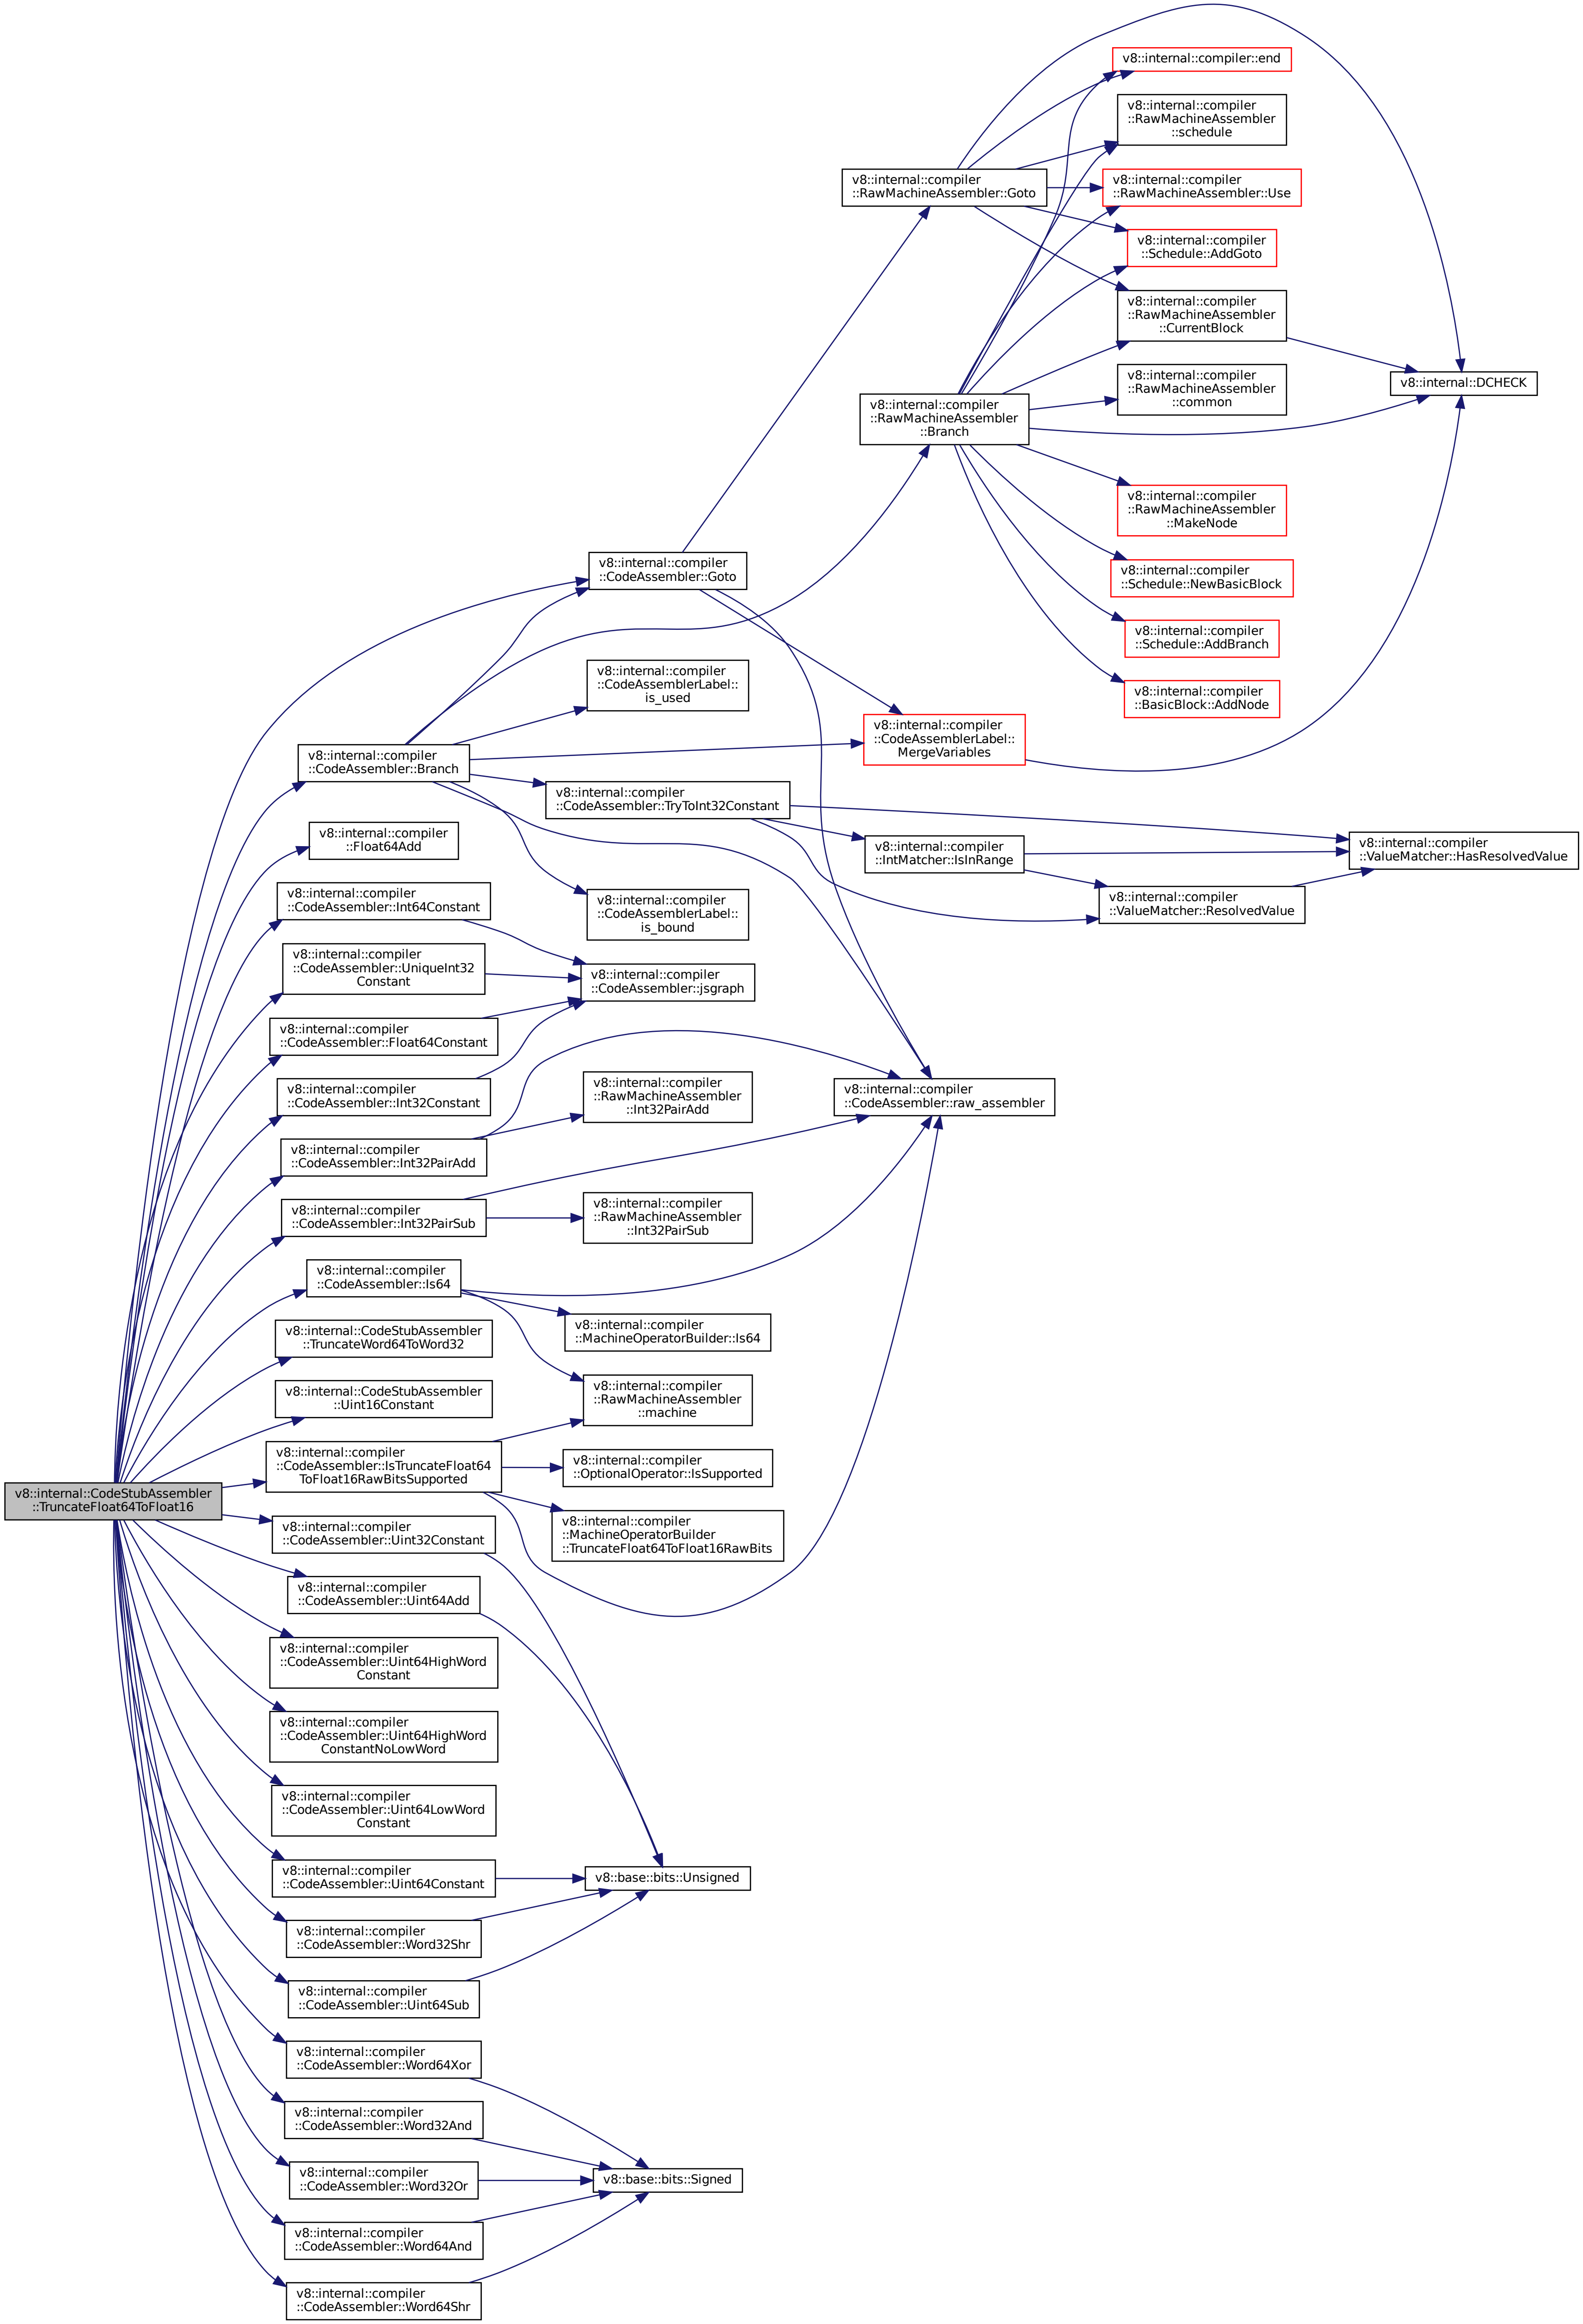 v8::internal::compiler::end
v8::internal::compiler
::RawMachineAssembler
::schedule
v8::internal::compiler
::RawMachineAssembler::Goto
v8::internal::compiler
::RawMachineAssembler::Use
v8::internal::compiler
::Schedule::AddGoto
v8::internal::compiler
::RawMachineAssembler
::CurrentBlock
v8::internal::DCHECK
v8::internal::compiler
::RawMachineAssembler
::common
v8::internal::compiler
::RawMachineAssembler
::Branch
v8::internal::compiler
::RawMachineAssembler
::MakeNode
v8::internal::compiler
::Schedule::NewBasicBlock
v8::internal::compiler
::CodeAssembler::Goto
v8::internal::compiler
::Schedule::AddBranch
v8::internal::compiler
::BasicBlock::AddNode
v8::internal::compiler
::CodeAssemblerLabel::
is_used
v8::internal::compiler
::CodeAssemblerLabel::
MergeVariables
v8::internal::compiler
::CodeAssembler::Branch
v8::internal::compiler
::CodeAssembler::TryToInt32Constant
v8::internal::compiler
::Float64Add
v8::internal::compiler
::IntMatcher::IsInRange
v8::internal::compiler
::ValueMatcher::HasResolvedValue
v8::internal::compiler
::CodeAssembler::Int64Constant
v8::internal::compiler
::CodeAssemblerLabel::
is_bound
v8::internal::compiler
::ValueMatcher::ResolvedValue
v8::internal::compiler
::CodeAssembler::UniqueInt32
Constant
v8::internal::compiler
::CodeAssembler::jsgraph
v8::internal::compiler
::CodeAssembler::Float64Constant
v8::internal::compiler
::CodeAssembler::Int32Constant
v8::internal::compiler
::RawMachineAssembler
::Int32PairAdd
v8::internal::compiler
::CodeAssembler::raw_assembler
v8::internal::compiler
::CodeAssembler::Int32PairAdd
v8::internal::compiler
::CodeAssembler::Int32PairSub
v8::internal::compiler
::RawMachineAssembler
::Int32PairSub
v8::internal::compiler
::CodeAssembler::Is64
v8::internal::CodeStubAssembler
::TruncateWord64ToWord32
v8::internal::compiler
::MachineOperatorBuilder::Is64
v8::internal::CodeStubAssembler
::Uint16Constant
v8::internal::compiler
::RawMachineAssembler
::machine
v8::internal::compiler
::CodeAssembler::IsTruncateFloat64
ToFloat16RawBitsSupported
v8::internal::compiler
::OptionalOperator::IsSupported
v8::internal::CodeStubAssembler
::TruncateFloat64ToFloat16
v8::internal::compiler
::CodeAssembler::Uint32Constant
v8::internal::compiler
::MachineOperatorBuilder
::TruncateFloat64ToFloat16RawBits
v8::internal::compiler
::CodeAssembler::Uint64Add
v8::internal::compiler
::CodeAssembler::Uint64HighWord
Constant
v8::internal::compiler
::CodeAssembler::Uint64HighWord
ConstantNoLowWord
v8::internal::compiler
::CodeAssembler::Uint64LowWord
Constant
v8::internal::compiler
::CodeAssembler::Uint64Constant
v8::base::bits::Unsigned
v8::internal::compiler
::CodeAssembler::Word32Shr
v8::internal::compiler
::CodeAssembler::Uint64Sub
v8::internal::compiler
::CodeAssembler::Word64Xor
v8::internal::compiler
::CodeAssembler::Word32And
v8::internal::compiler
::CodeAssembler::Word32Or
v8::base::bits::Signed
v8::internal::compiler
::CodeAssembler::Word64And
v8::internal::compiler
::CodeAssembler::Word64Shr